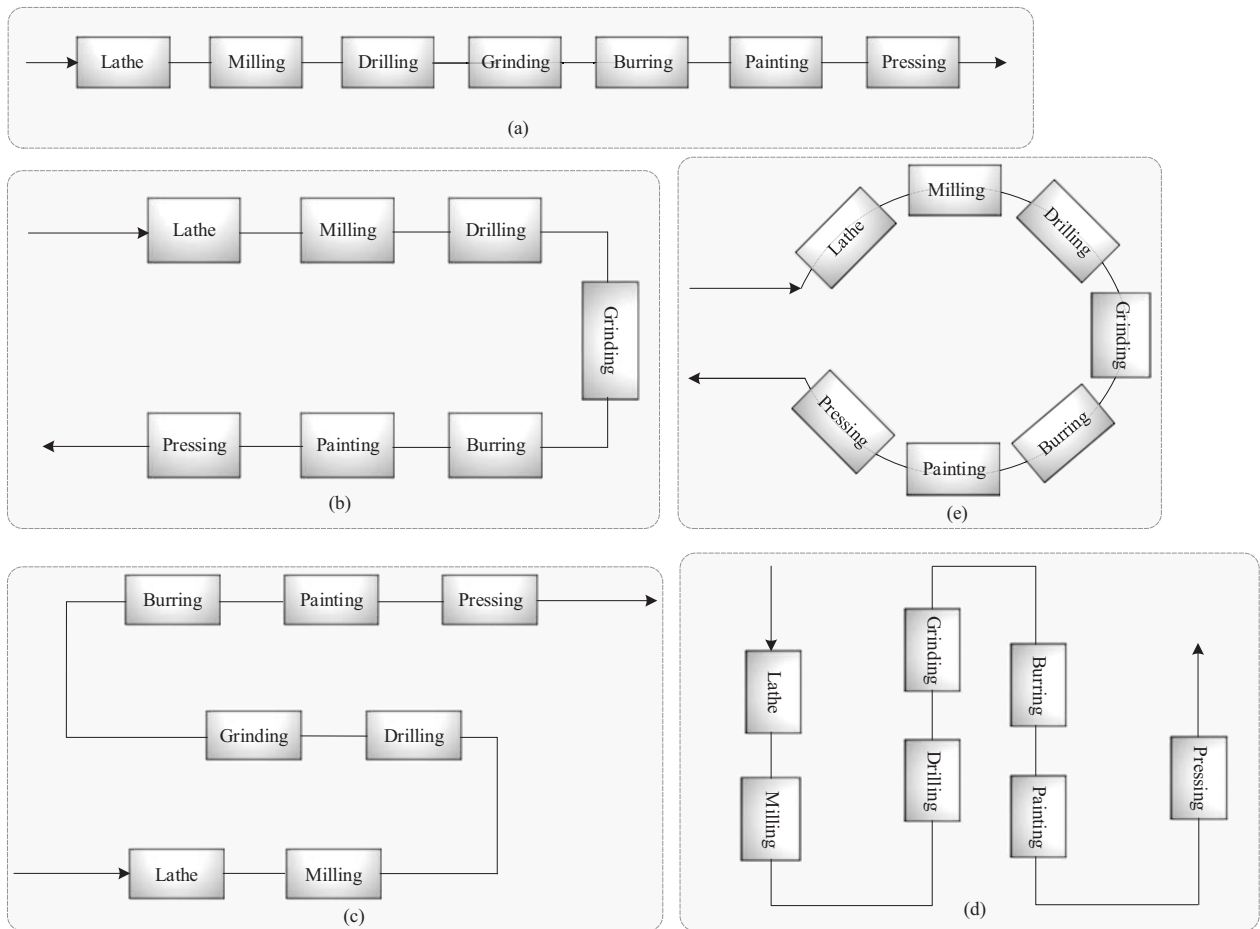 Lathe Milling Drilling Grinding Burring Painting Pressing
(a)
Lathe Milling Drilling
Grinding
Pressing Painting Burring
(b)
Lathe
Milling
Drilling
Grinding
Burring
Painting
Pressing
(e)
Burring Painting Pressing
Grinding Drilling
Lathe Milling
(c)
Lathe
Milling
Drilling
Grinding
Burring
Painting
Pressing
(d)